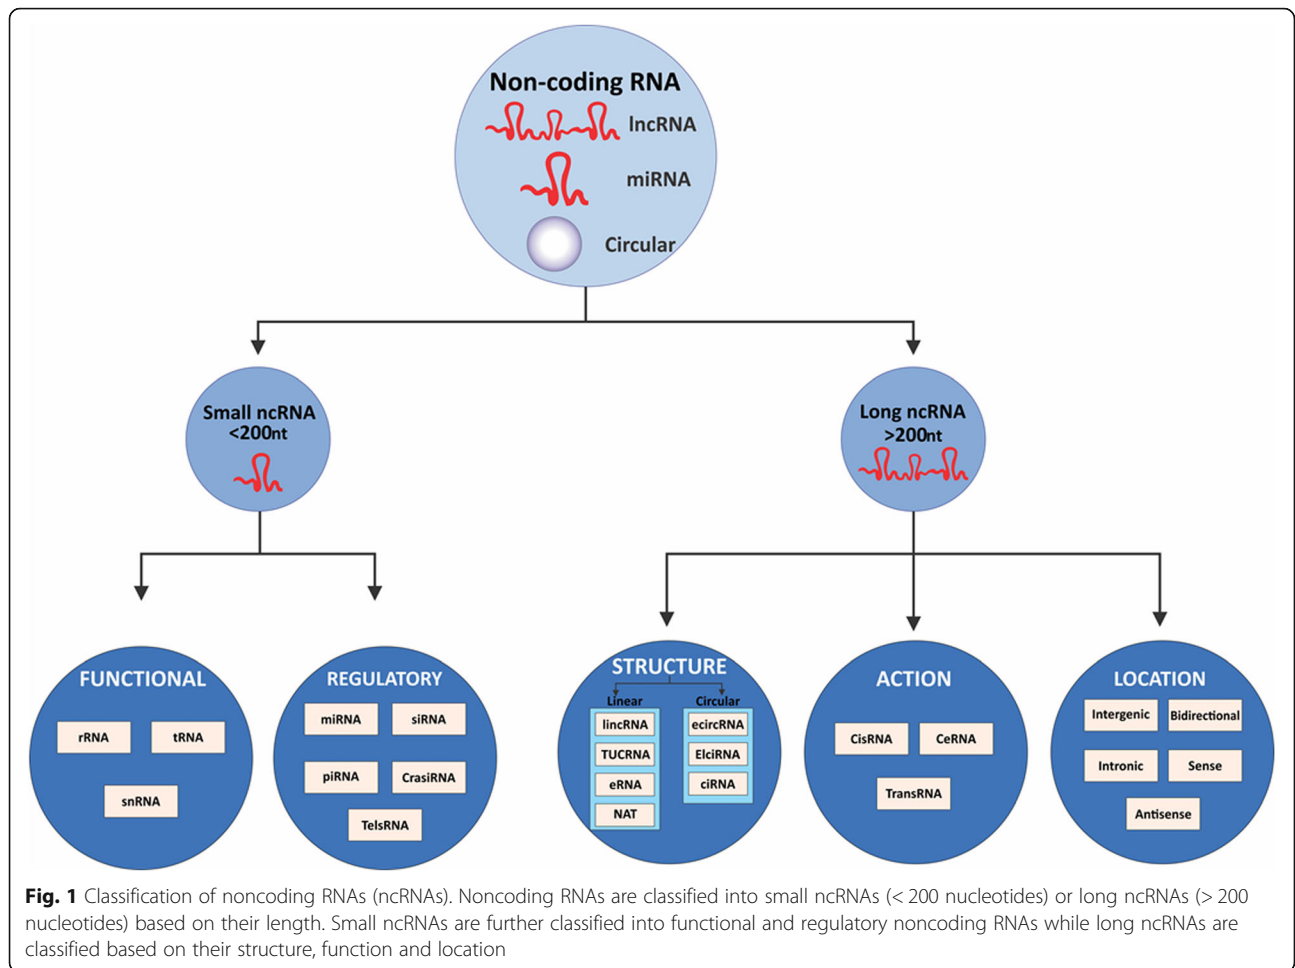 Non-coding RNA
lncRNA
miRNA
Circular
Small ncRNA
<200nt
Long ncRNA
>200nt
FUNCTIONAL
rRNA
tRNA
snRNA
REGULATORY
miRNA
siRNA
piRNA
CrasiRNA
TelsRNA
STRUCTURE
Linear
Circular
lincRNA
TUCRNA
eRNA
NAT
ecircRNA
ElciRNA
ciRNA
ACTION
CisRNA
CeRNA
TransRNA
LOCATION
Intergenic
Bidirectional
Intronic
Sense
Antisense
Fig. 1 Classification of noncoding RNAs (ncRNAs). Noncoding RNAs are classified into small ncRNAs (< 200 nucleotides) or long ncRNAs (> 200
nucleotides) based on their length. Small ncRNAs are further classified into functional and regulatory noncoding RNAs while long ncRNAs are
classified based on their structure, function and location